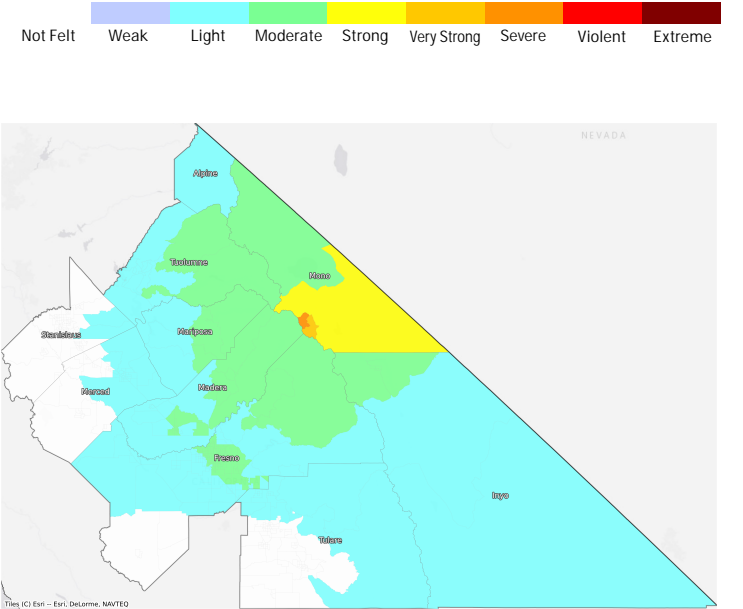 Not Felt Weak Light Moderate Strong Very Strong Severe Violent Extreme
NEVADA
Alpine
Tuolumne
Mono
Stanislaus
Mariposa
Madera
Merced
Fresno
Inyo
Tulare
Tiles (C) Esri -- Esri, DeLorme, NAVTEQ